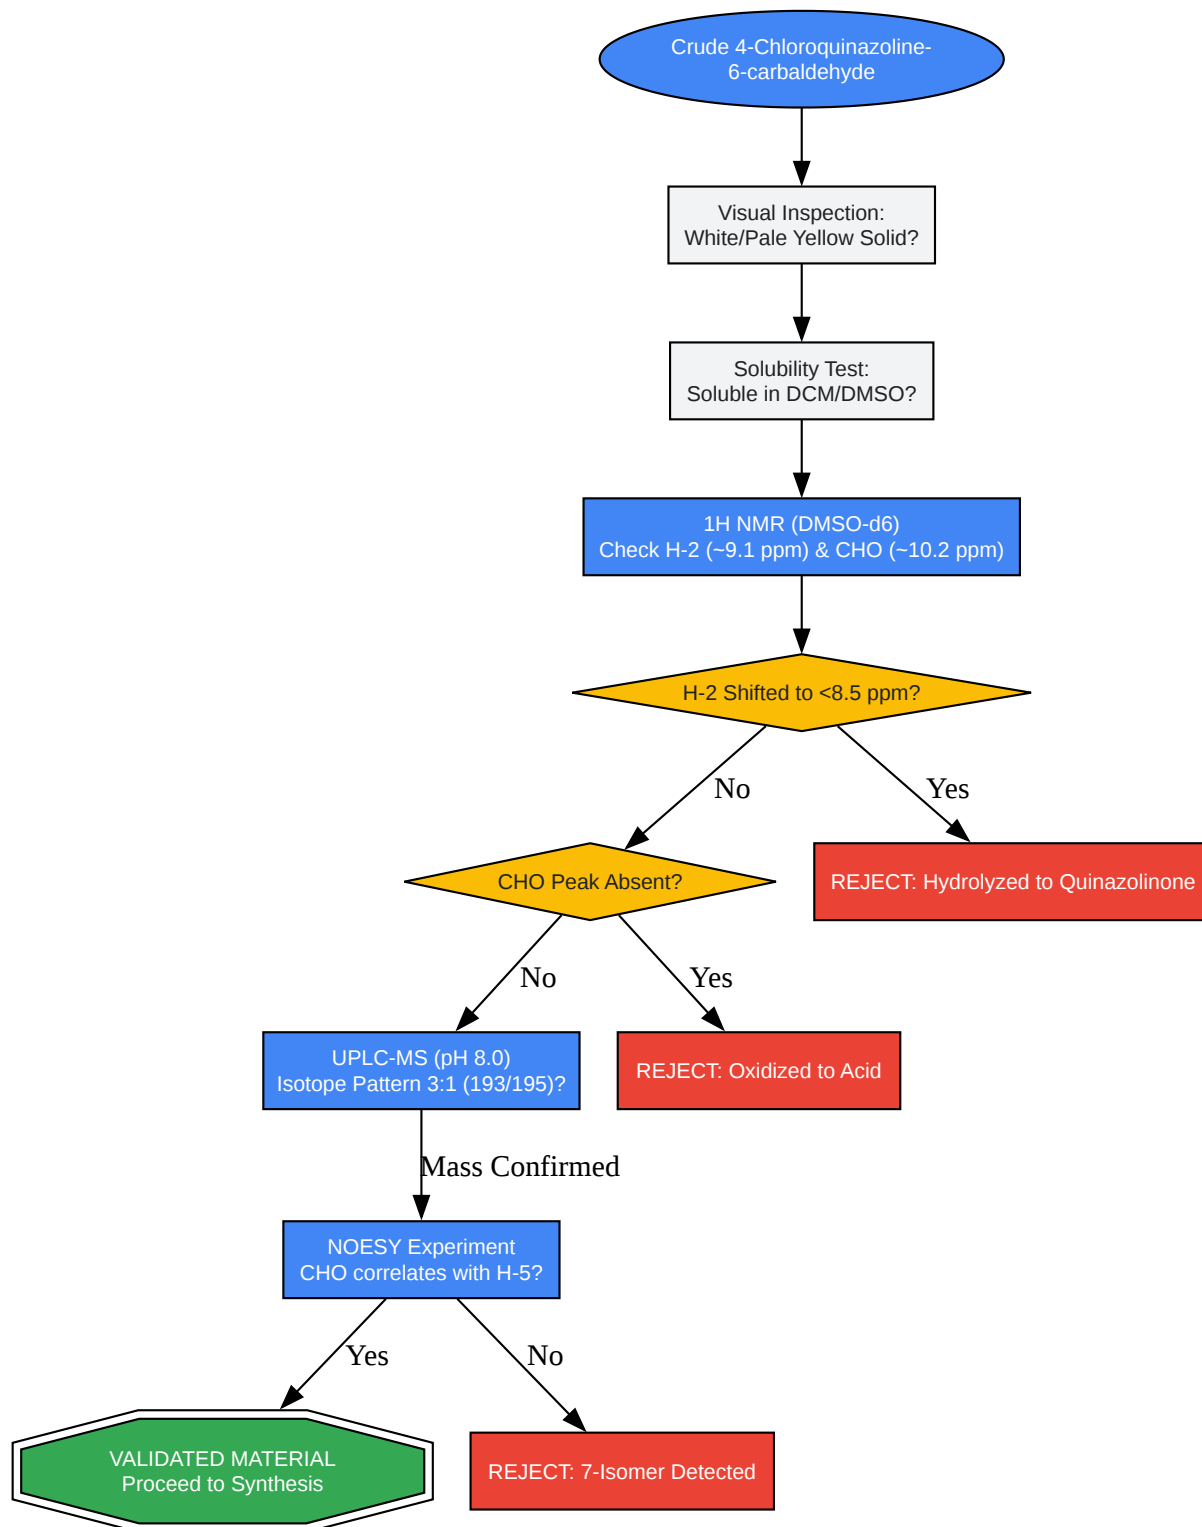 Crude 4-Chloroquinazoline-
6-carbaldehyde
Visual Inspection:
White/Pale Yellow Solid?
Solubility Test:
Soluble in DCM/DMSO?
1H NMR (DMSO-d6)
Check H-2 (~9.1 ppm) & CHO (~10.2 ppm)
H-2 Shifted to <8.5 ppm?
No
Yes
CHO Peak Absent?
REJECT: Hydrolyzed to Quinazolinone
No
Yes
UPLC-MS (pH 8.0)
Isotope Pattern 3:1 (193/195)?
REJECT: Oxidized to Acid
Mass Confirmed
NOESY Experiment
CHO correlates with H-5?
Yes
No
VALIDATED MATERIAL
Proceed to Synthesis
REJECT: 7-Isomer Detected